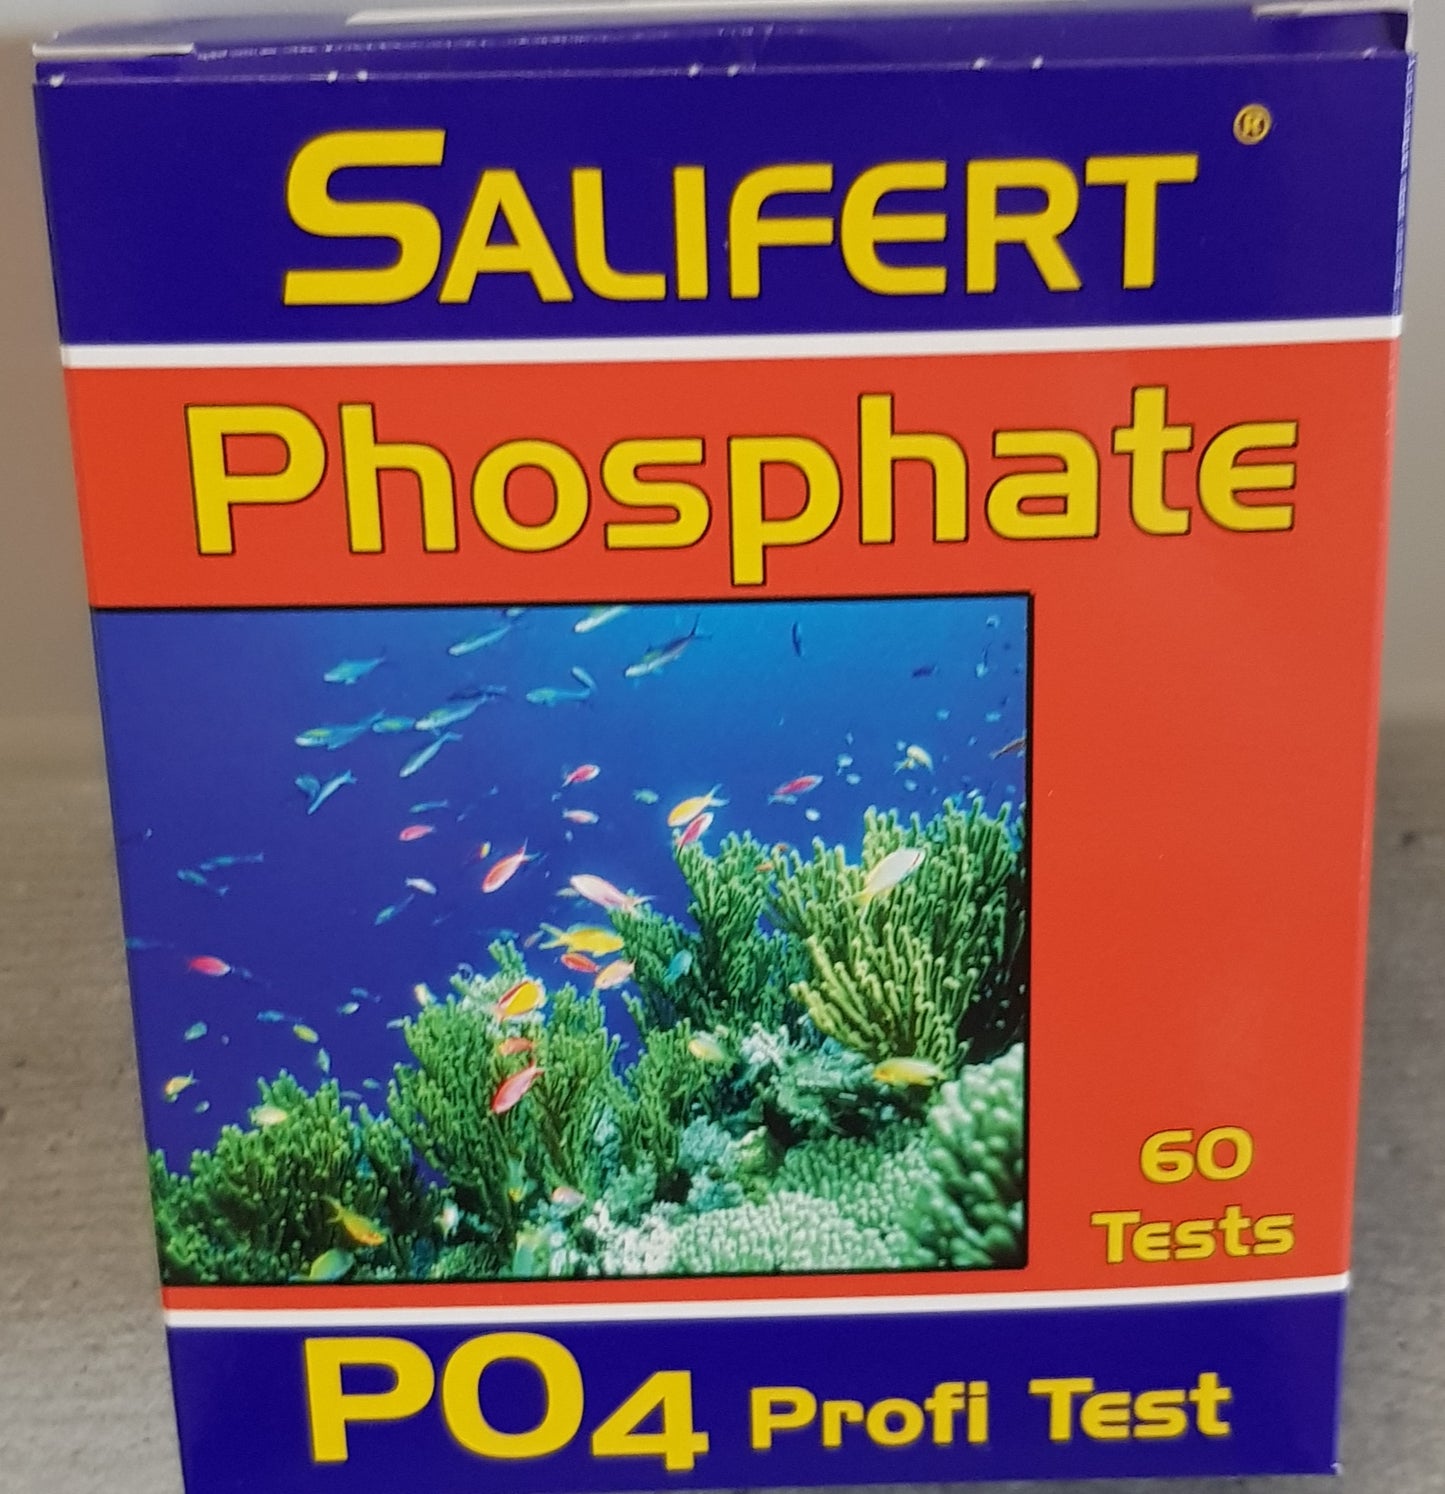 SALIFERT ®
Phosphate
60
Tests
PO4 Profi Test